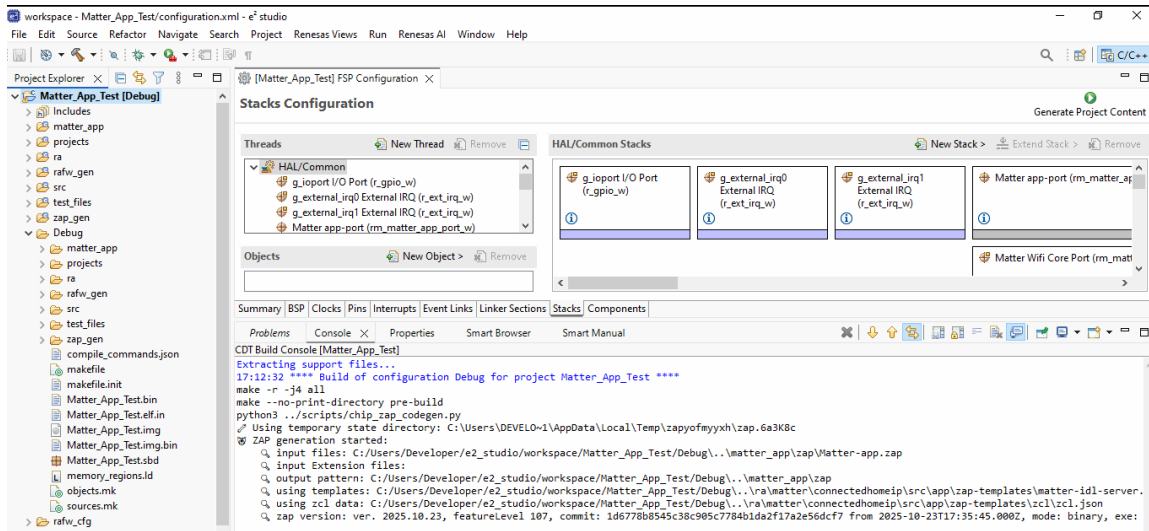 workspace - Matter_App_Test/configuration.xml - e² studio
File Edit Source Refactor Navigate Search Project Renesas Views Run Renesas AI Window Help
C/C++
Project Explorer
[Matter_App_Test] FSP Configuration
Matter_App_Test [Debug]
Includes
matter_app
projects
ra
rafw_gen
src
test_files
zap_gen
Debug
matter_app
projects
ra
rafw_gen
src
test_files
zap_gen
compile_commands.json
makefile
makefile.init
Matter_App_Test.bin
Matter_App_Test.elf.in
Matter_App_Test.img
Matter_App_Test.img.bin
Matter_App_Test.sbd
memory_regions.ld
objects.mk
sources.mk
rafw_cfg
Stacks Configuration
Generate Project Content
Threads New Thread Remove
HAL/Common
g_ioport I/O Port (r_gpio_w)
g_external_irq0 External IRQ (r_ext_irq_w)
g_external_irq1 External IRQ (r_ext_irq_w)
Matter app-port (rm_matter_app_port_w)
Objects New Object > Remove
HAL/Common Stacks New Stack > Extend Stack > Remove
g_ioport I/O Port
(r_gpio_w)
g_external_irq0
External IRQ
(r_ext_irq_w)
g_external_irq1
External IRQ
(r_ext_irq_w)
Matter app-port (rm_matter_ap
Matter Wifi Core Port (rm_matt
Summary BSP Clocks Pins Interrupts Event Links Linker Sections Stacks Components
Problems Console Properties Smart Browser Smart Manual
CDT Build Console [Matter_App_Test]
Extracting support files...
17:12:32 **** Build of configuration Debug for project Matter_App_Test ****
make -r -j4 all
make --no-print-directory pre-build
python3 ../scripts/chip_zap_codegen.py
Using temporary state directory: C:\Users\DEVELO~1\AppData\Local\Temp\zapyofmyyxh\zap.6a3K8c
ZAP generation started:
input files: C:/Users/Developer/e2_studio/workspace/Matter_App_Test/Debug\..\matter_app\zap/Matter-app.zap
input Extension files:
output pattern: C:/Users/Developer/e2_studio/workspace/Matter_App_Test/Debug\..\matter_app\zap
using templates: C:/Users/Developer/e2_studio/workspace/Matter_App_Test/Debug\..\ra\matter\connectedhomeip\src\app\zap-templates/matter-idl-server.
using zcl data: C:/Users/Developer/e2_studio/workspace/Matter_App_Test/Debug\..\ra\matter\connectedhomeip\src\app\zap-templates\zcl\zcl.json
zap version: ver. 2025.10.23, featureLevel 107, commit: 1d6778b8545c38c905c7784b1da2f17a2e56dcf7 from 2025-10-23T17:35:45.000Z, mode: binary, exe: